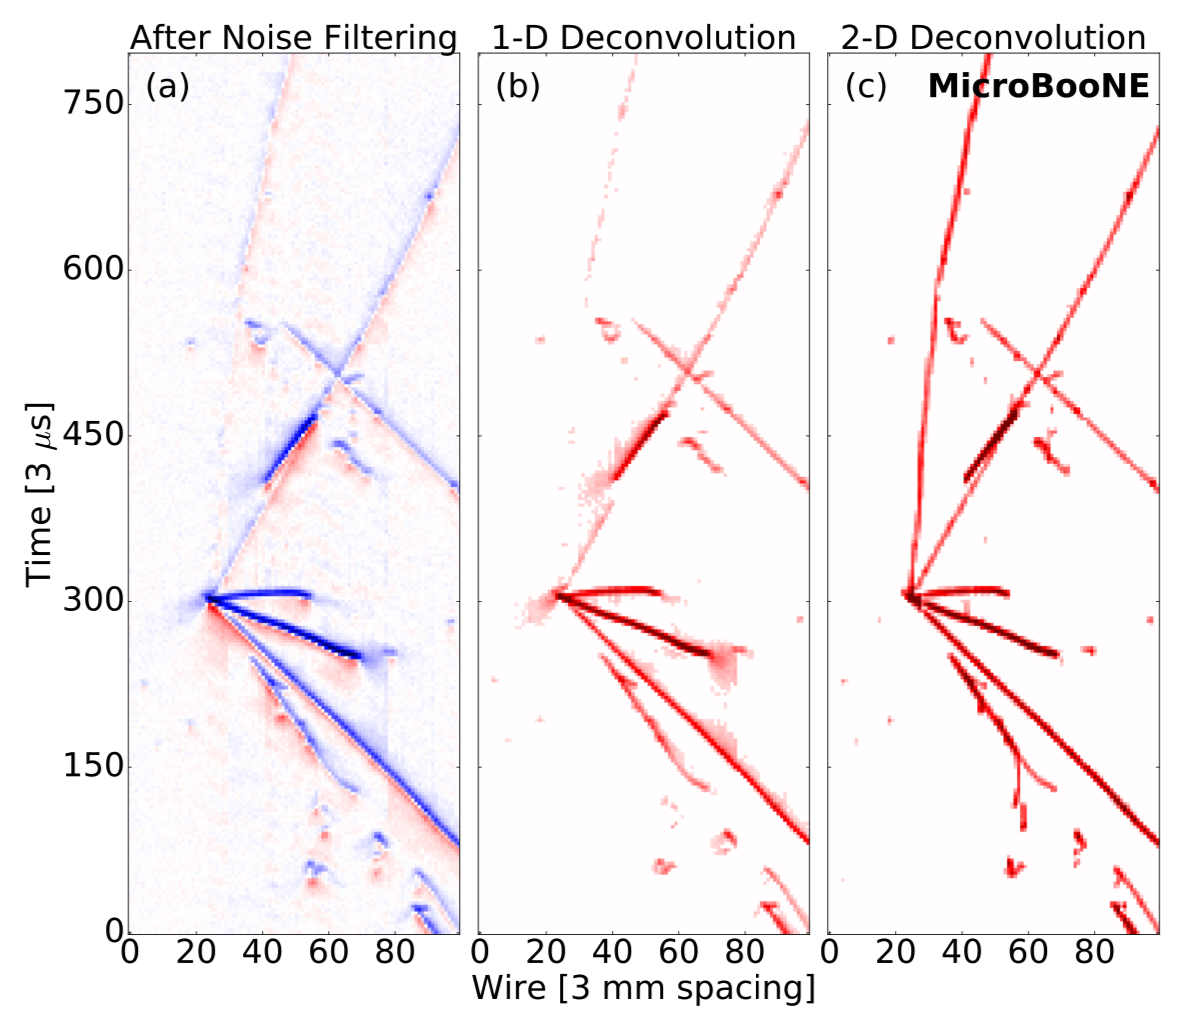 After Noise Filtering
1-D Deconvolution
2-D Deconvolution
(a)
(b)
(c)
MicroBooNE
Time [3 μs]
750
600
450
300
150
0
0 20 40 60 80
0 20 40 60 80
0 20 40 60 80
Wire [3 mm spacing]